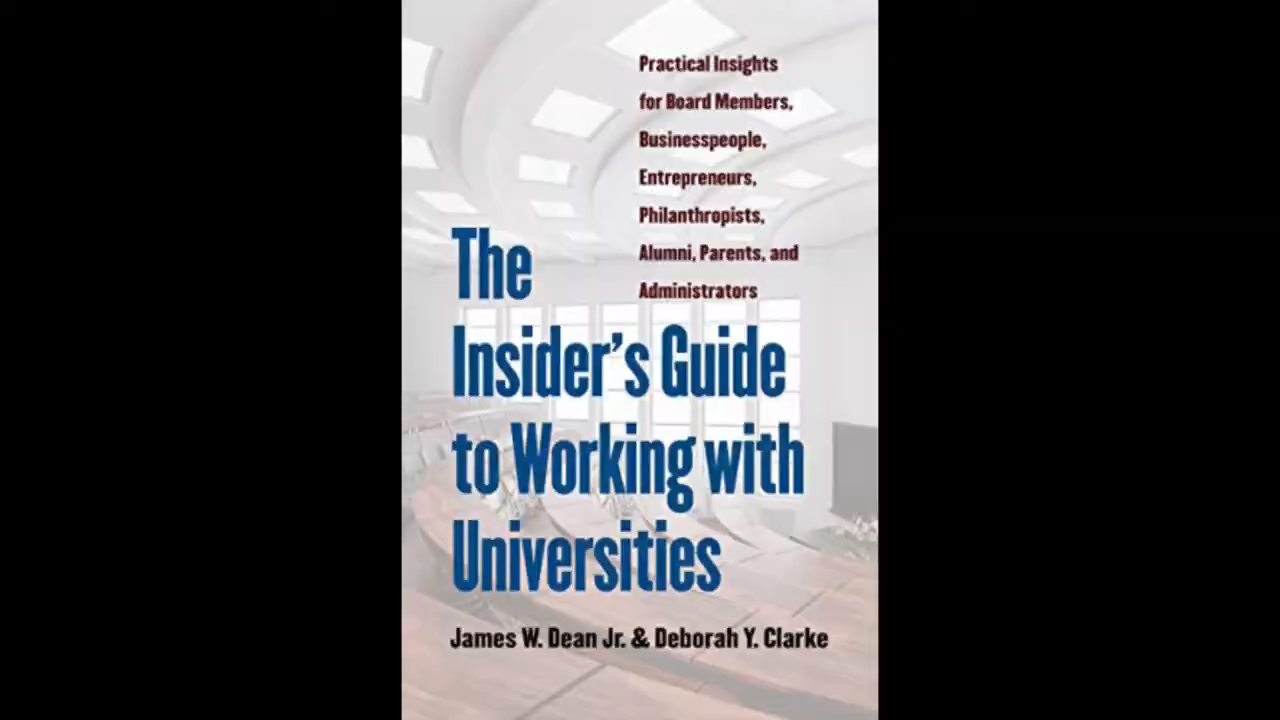 Practical Insights
for Board Members,
Businesspeople,
Entrepreneurs,
Philanthropists,
Alumni, Parents, and
Administrators
The
Insider's Guide
to Working with
Universities
James W. Dean Jr. & Deborah Y. Clarke